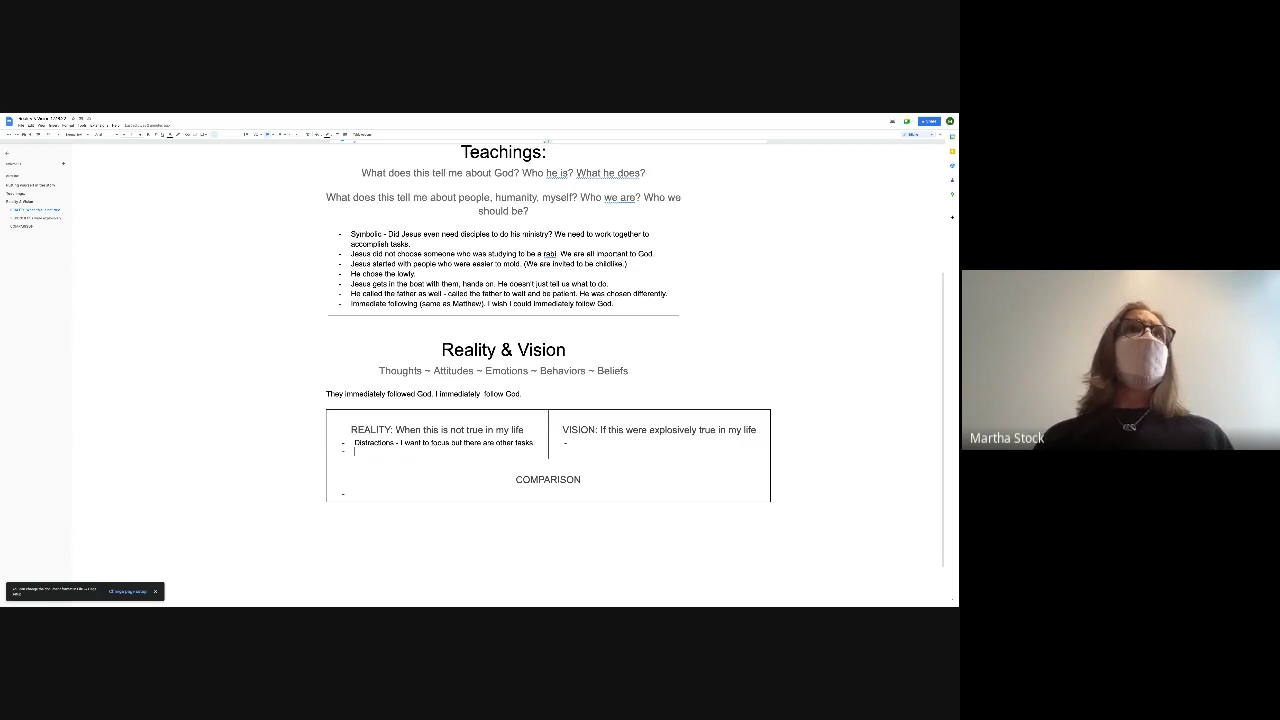 Share
Teachings:
What does this tell me about God? Who he is? What he does?
What does this tell me about people, humanity, myself? Who we are? Who we
should be?
- Symbolic - Did Jesus even need disciples to do his ministry? We need to work together to
accomplish tasks.
- Jesus did not choose someone who was studying to be a rabi. We are all important to God.
- Jesus started with people who were easier to mold. (We are invited to be childlike.)
- He chose the lowly.
- Jesus gets in the boat with them, hands on. He doesn't just tell us what to do.
- He called the father as well - called the father to wait and be patient. He was chosen differently.
- Immediate following (same as Matthew). I wish I could immediately follow God.
Reality & Vision
Thoughts ~ Attitudes ~ Emotions ~ Behaviors ~ Beliefs
They immediately followed God. I immediately follow God.
REALITY: When this is not true in my life
- Distractions - I want to focus but there are other tasks.
-
VISION: If this were explosively true in my life
-
COMPARISON
-
Change page setup
Martha Stock